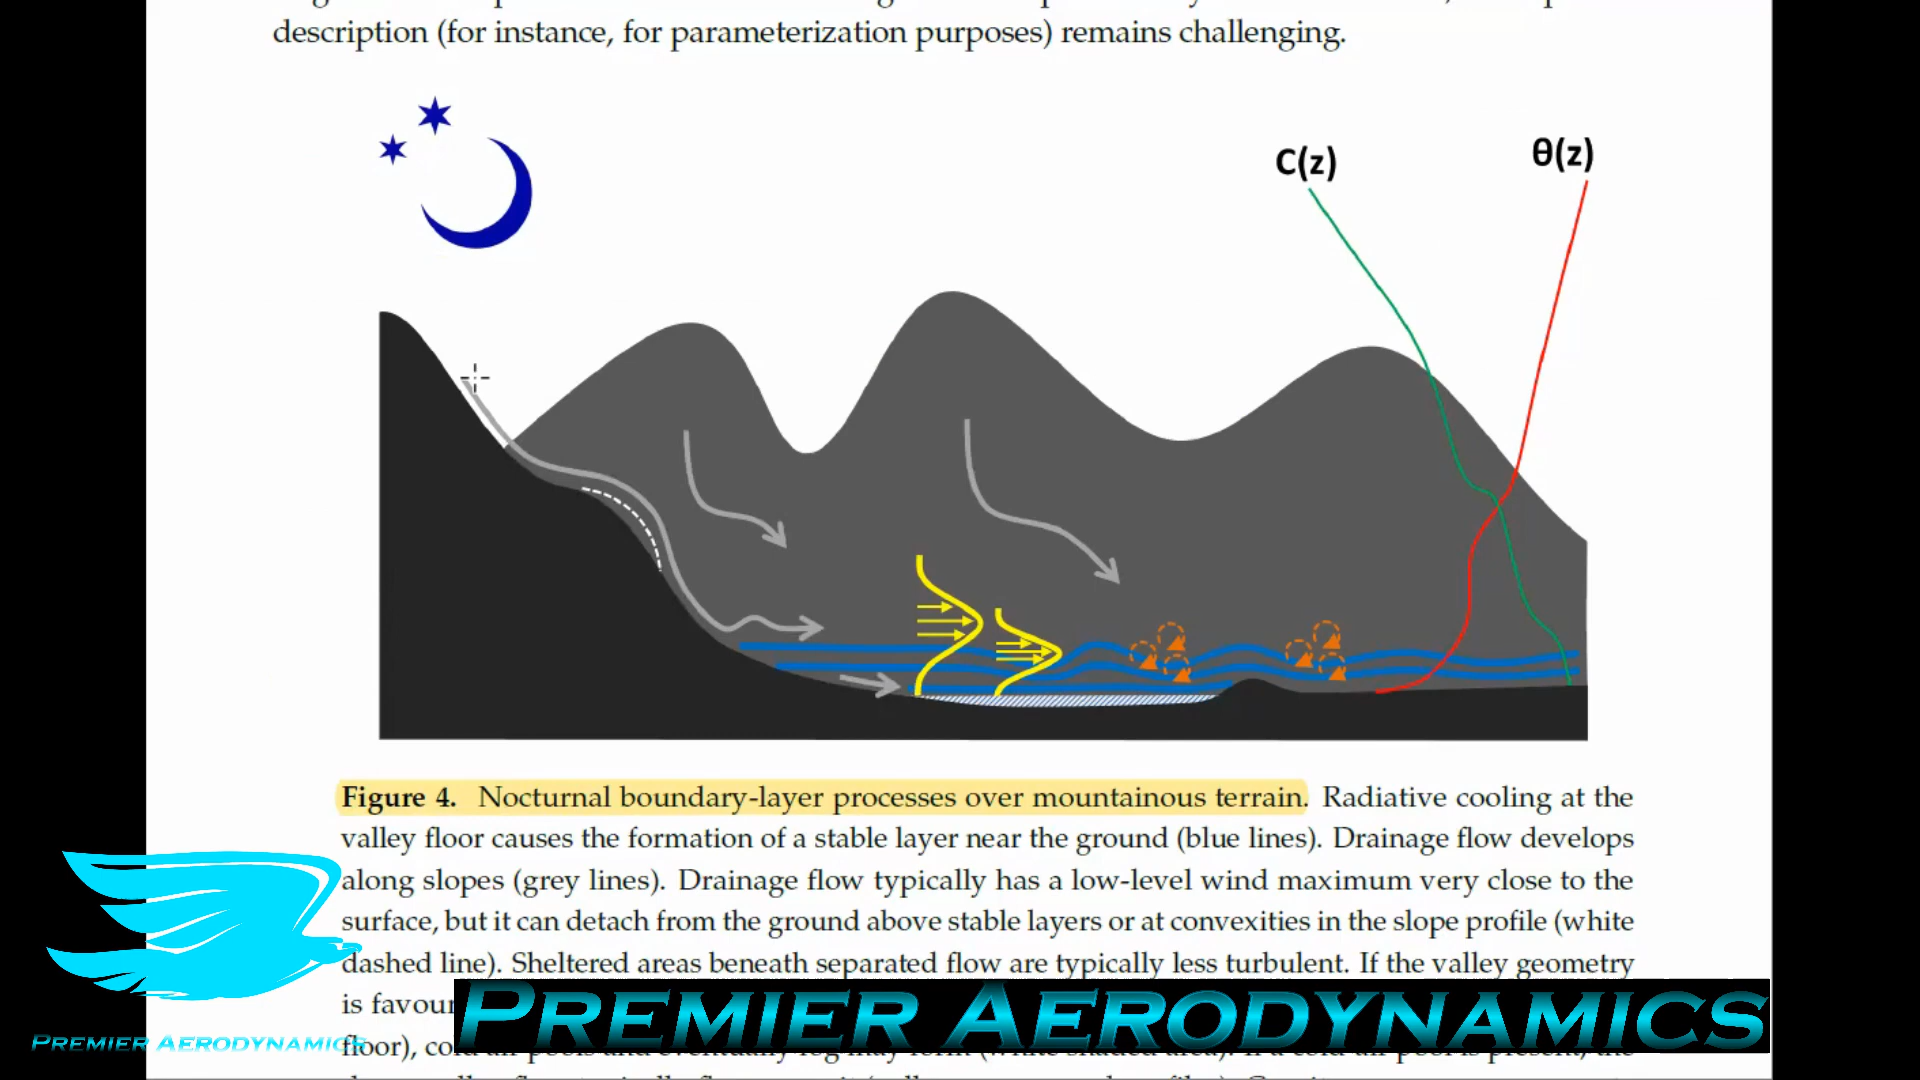 description (for instance, for parameterization purposes) remains challenging.
C(z)
θ(z)
Figure 4. Nocturnal boundary-layer processes over mountainous terrain. Radiative cooling at the
valley floor causes the formation of a stable layer near the ground (blue lines). Drainage flow develops
along slopes (grey lines). Drainage flow typically has a low-level wind maximum very close to the
surface, but it can detach from the ground above stable layers or at convexities in the slope profile (white
dashed line). Sheltered areas beneath separated flow are typically less turbulent. If the valley geometry
is favour
PREMIER AERODYNAMICS
PREMIER AERODYNAMICS
floor),